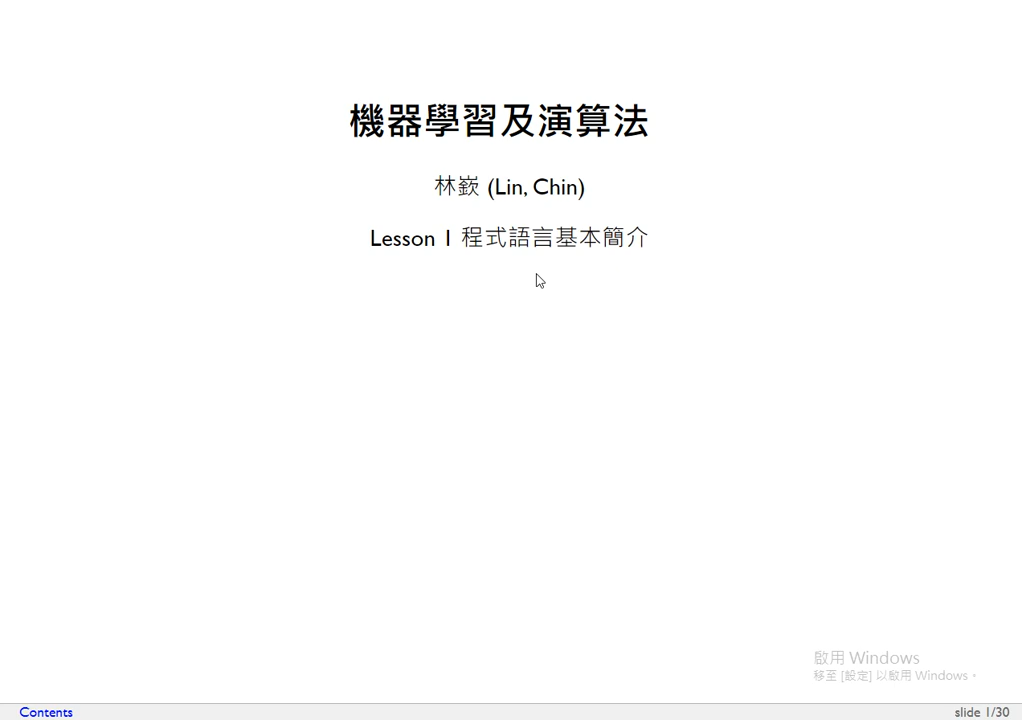 機器學習及演算法
林嶔 (Lin, Chin)
Lesson 1 程式語言基本簡介
啟用 Windows
移至 [設定] 以啟用 Windows。
Contents
slide 1/30